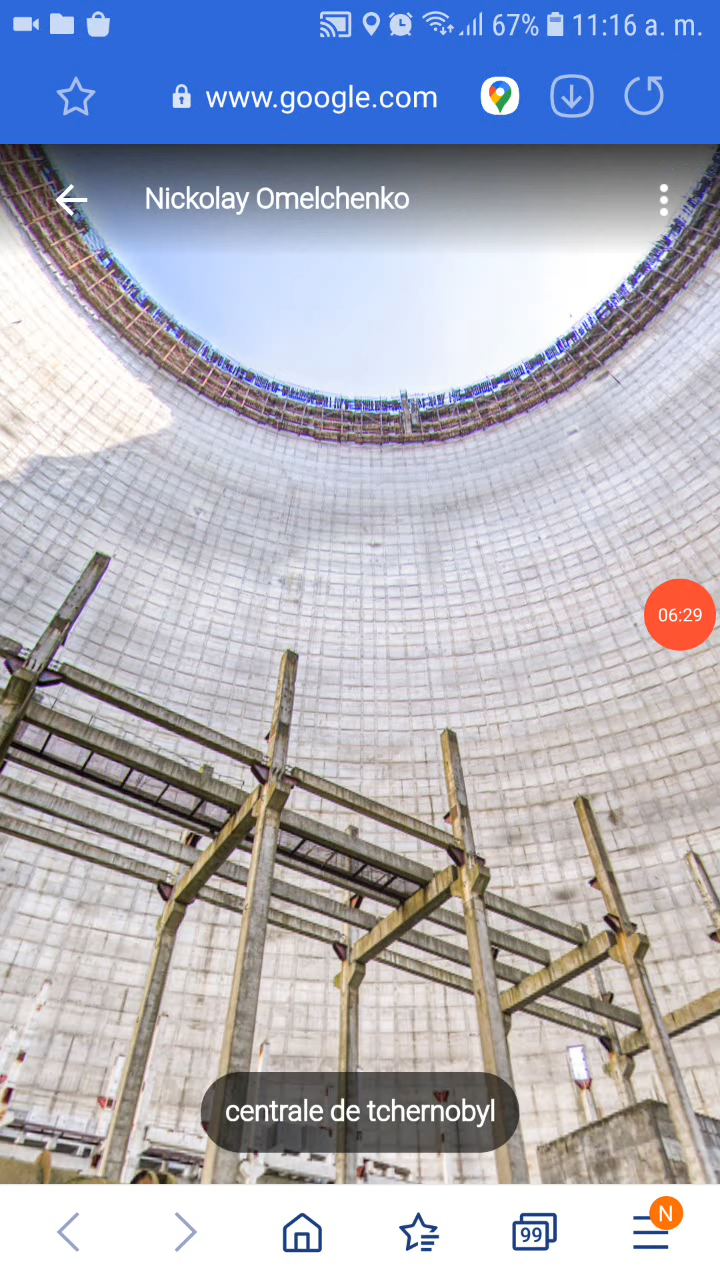 67% 11:16 a. m.
www.google.com
Nickolay Omelchenko
06:29
centrale de tchernobyl
99
N